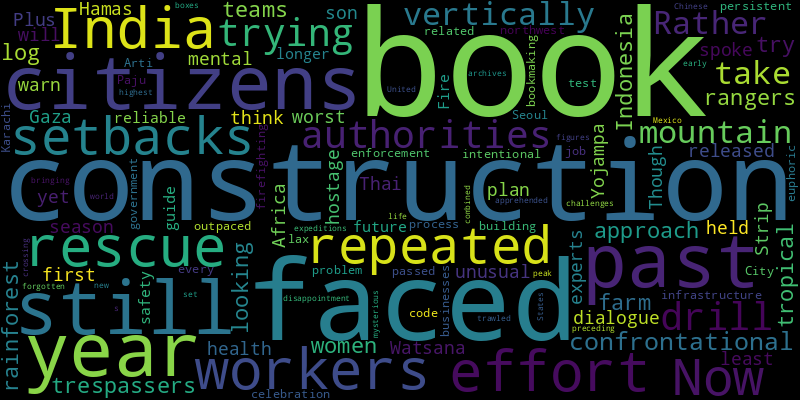 Hamas
boxes
Chinese
persistent
Plus
India
teams
vertically
book
Rather
will
trying
son
related
northwest
spoke
try
log
longer
citizens
mental
Arti
Paju
highest
warn
Fire
bookmaking
archives
United
test
early
Indonesia
take
rangers
Karachi
Gaza
reliable
think
worst
Seoul
Mexico
figures
setbacks
authorities
job
mountain
firefighting
enforcement
intentional
Yojampa
Though
released
euphoric
construction
yet
bringing
world
government
guide
hostage
Thai
plan
combined
apprehended
challenges
season
outpaced
Africa
expeditions
life
future
process
building
approach
held
Strip
tropical
crossing
rescue
lax
repeated
experts
past
City
first
every
looking
problem
passed
businesses
unusual
peak
farm
infrastructure
forgotten
new
s
set
safety
disappointment
mysterious
code
trawled
States
dialogue
drill
rainforest
still
faced
preceding
year
health
women
Watsana
confrontational
least
trespassers
workers
celebration
effort
Now